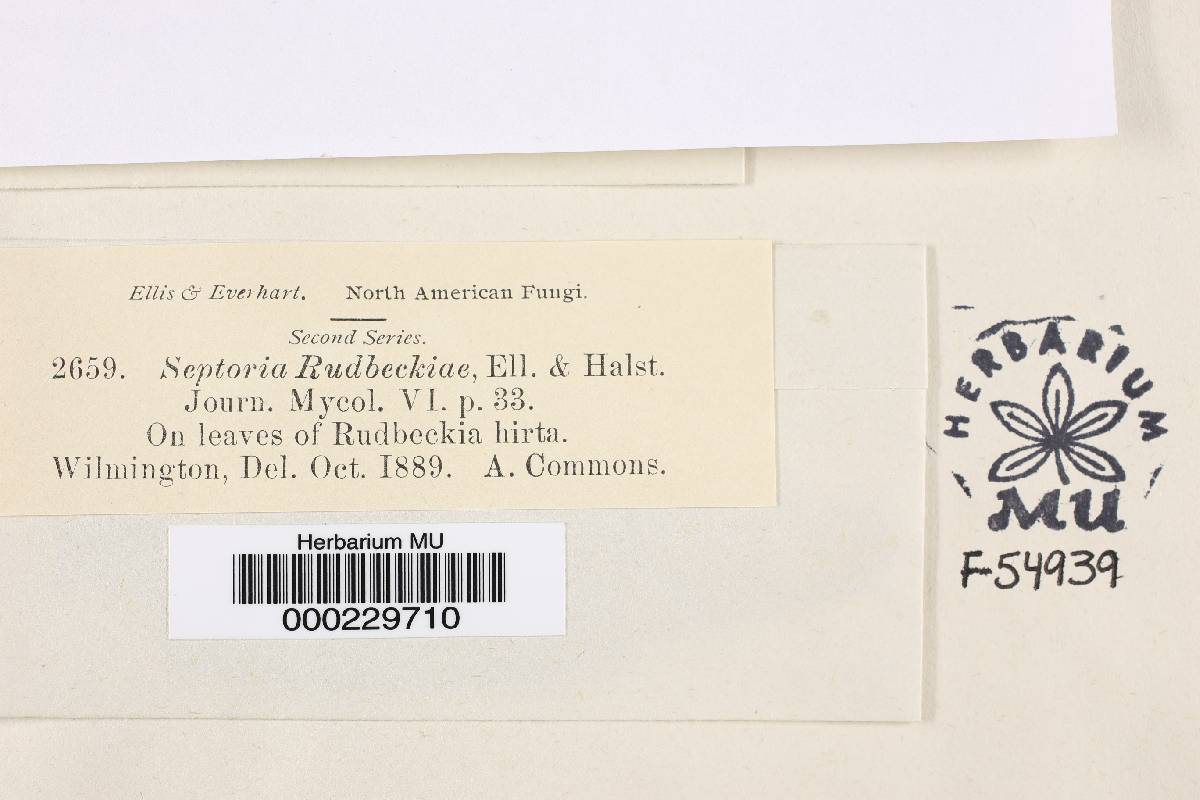 Ellis & Everhart. North American Fungi.
Second Series.
2659. Septoria Rudbeckiae, Ell. & Halst.
Journ. Mycol. VI. p. 33.
On leaves of Rudbeckia hirta.
Wilmington, Del. Oct. 1889. A. Commons.
Herbarium MU
000229710
HERBARIUM
MU
F-54939